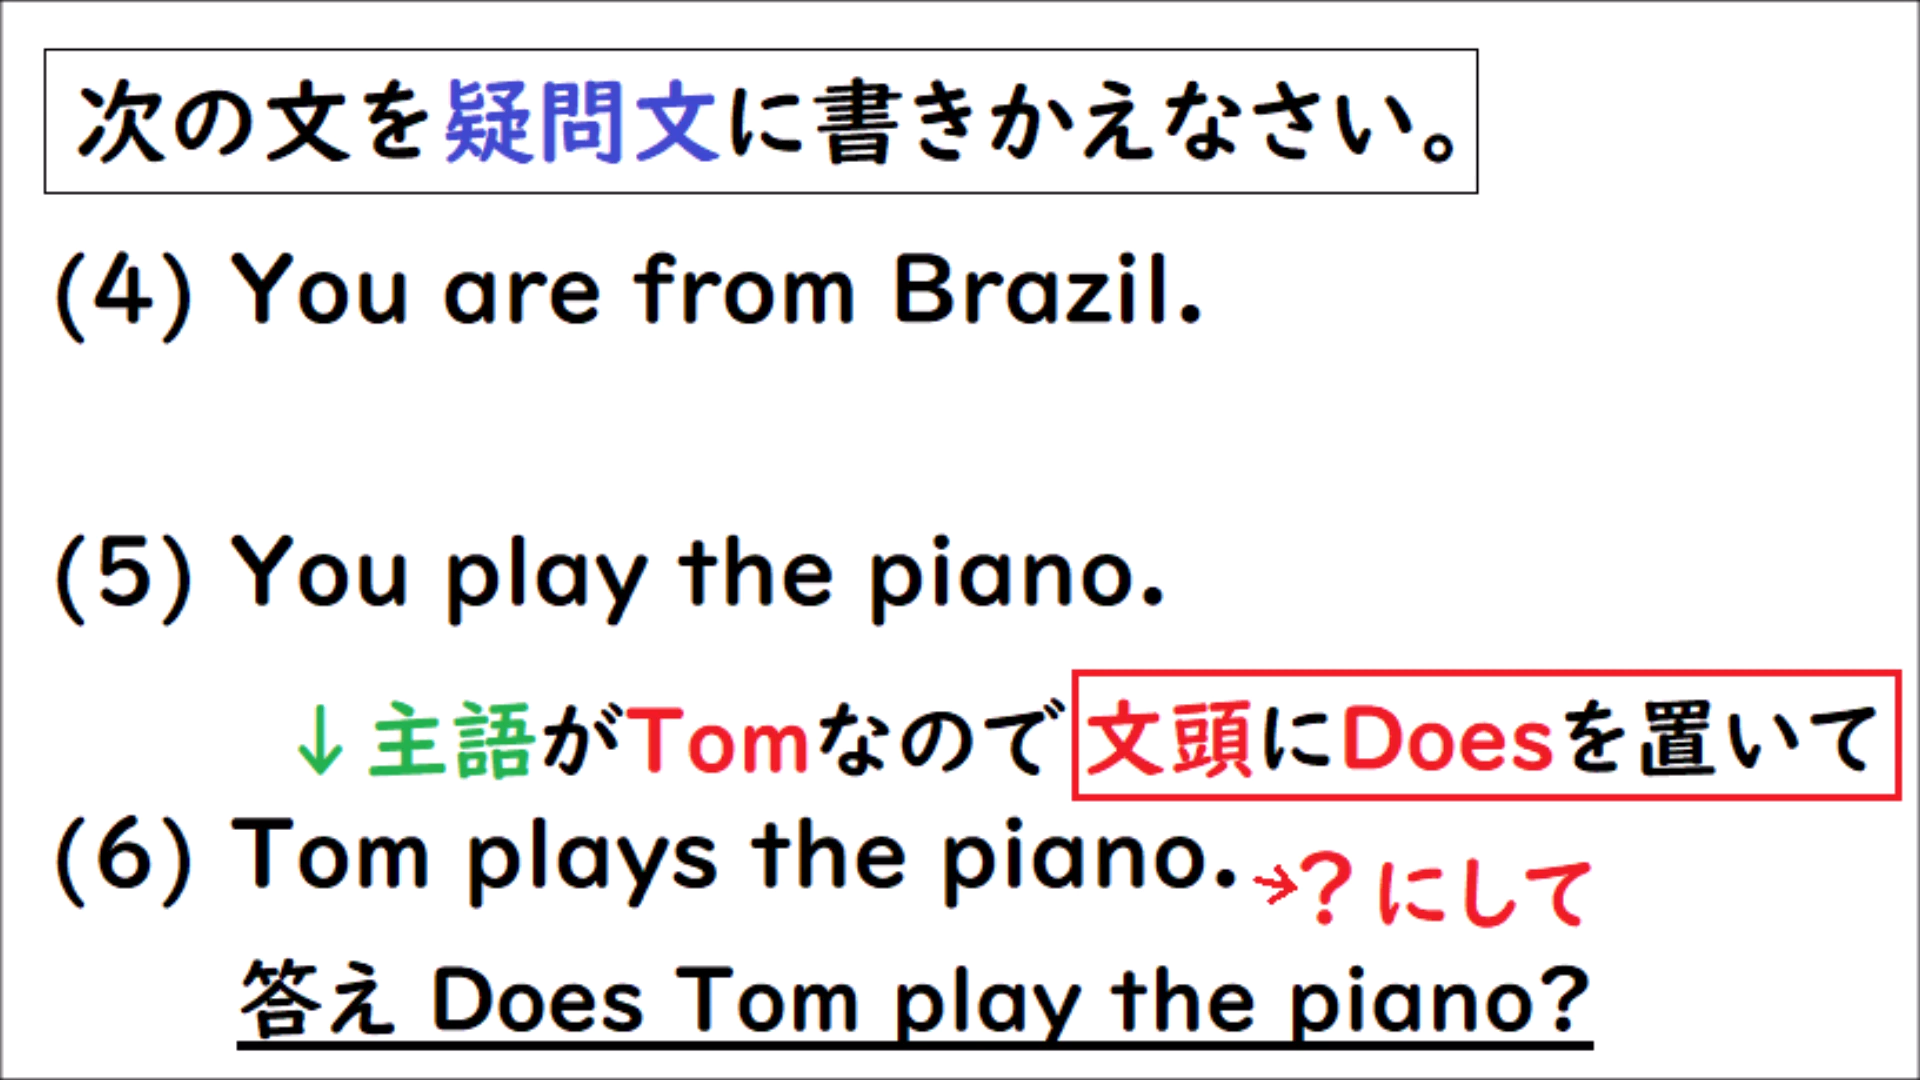 次の文を疑問文に書きかえなさい。
(4) You are from Brazil.
(5) You play the piano.
↓主語がTomなので文頭にDoesを置いて
(6) Tom plays the piano.→?にして
答え Does Tom play the piano?